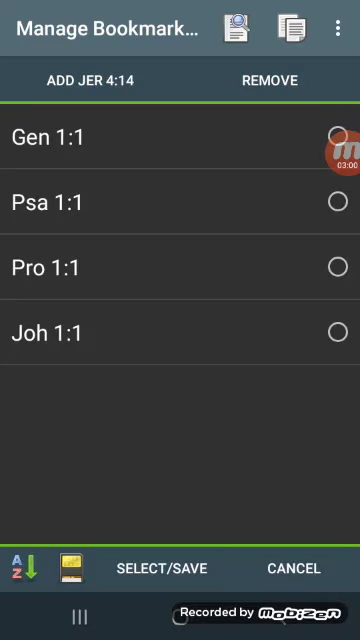 Manage Bookmark...
ADD JER 4:14
REMOVE
Gen 1:1
03:00
Psa 1:1
Pro 1:1
Joh 1:1
A
Z
SELECT/SAVE
CANCEL
Recorded by mobizen